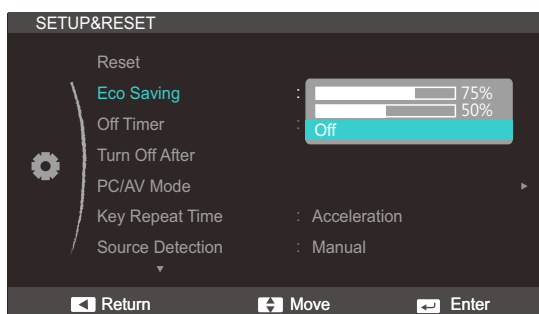 SETUP&RESET
Reset
Eco Saving : 75%
50%
Off Timer : Off
Turn Off After
PC/AV Mode
Key Repeat Time : Acceleration
Source Detection : Manual
Return Move Enter